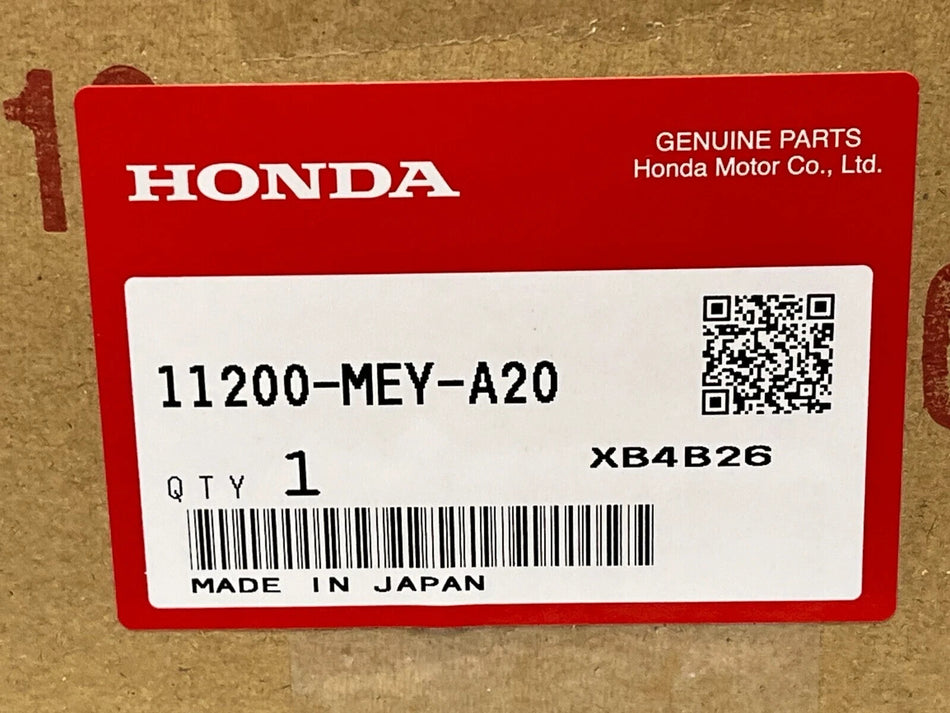 HONDA
GENUINE PARTS
Honda Motor Co., Ltd.
11200-MEY-A20
XB4B26
QTY 1
MADE IN JAPAN